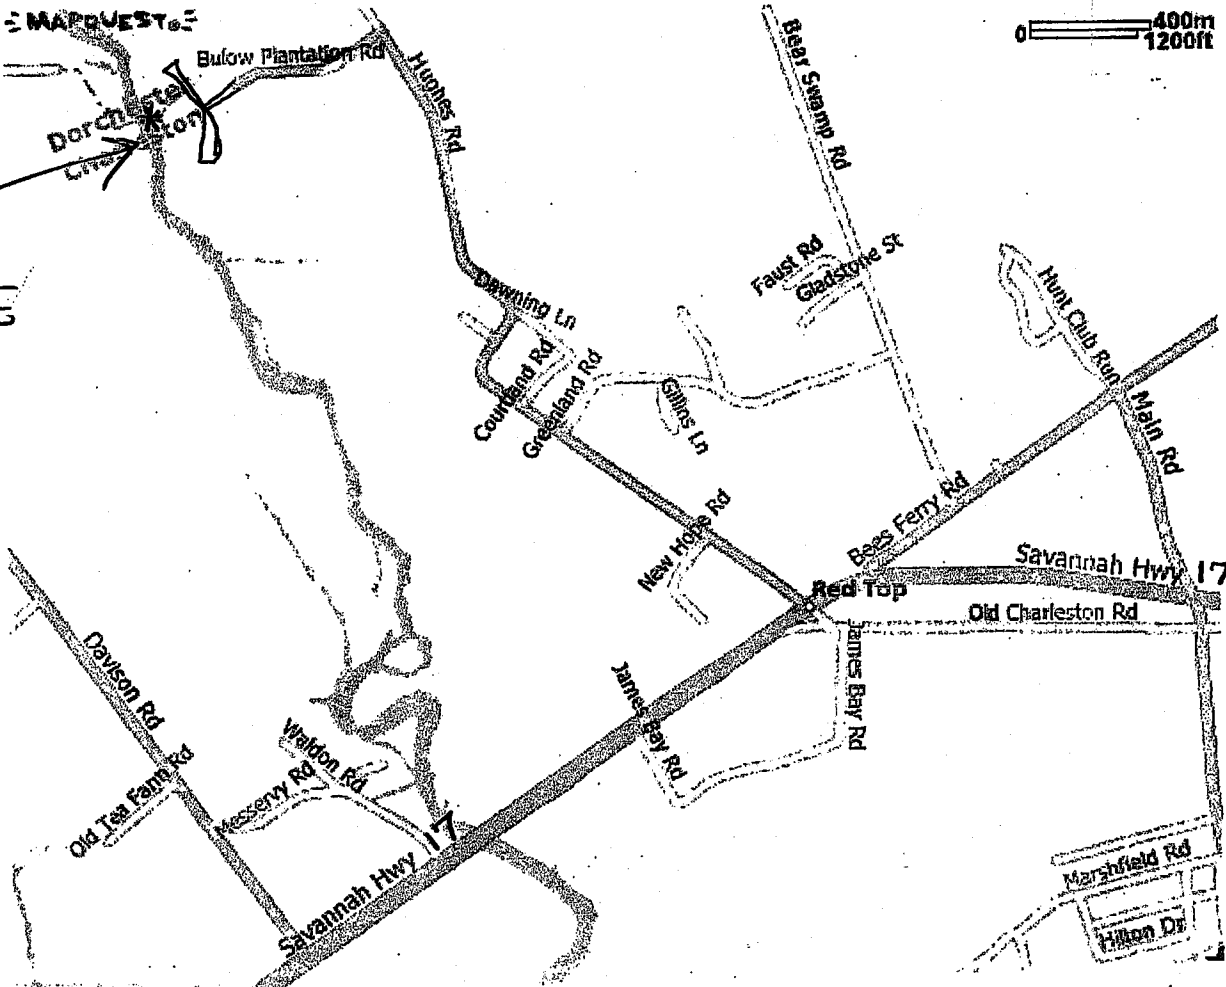 MAPQUEST®
400m
0
1200ft
Bulow Plantation Rd
Hughes Rd
Bear Swamp Rd
Dorchester
Faust Rd
Gladstone St
Hunt Club Run
Downing Ln
Courtland Rd
Greenland Rd
Gillins Ln
Main Rd
New Hope Rd
Bees Ferry Rd
Savannah Hwy 17
Red Top
Old Charleston Rd
James Bay Rd
James Bay Rd
Davison Rd
Waldon Rd
Messervy Rd
Old Tea Farm Rd
Savannah Hwy 17
Marshfield Rd
Hilton Dr